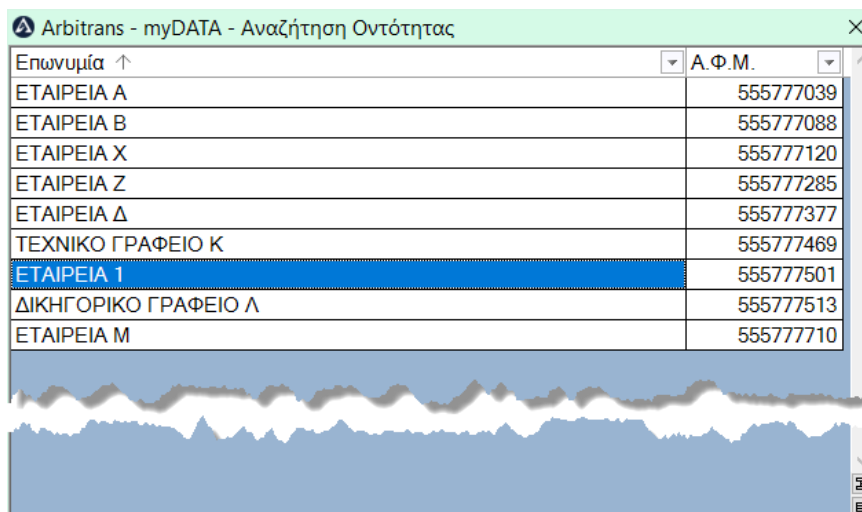 Arbitrans - myDATA - Αναζήτηση Οντότητας
Επωνυμία Α.Φ.Μ.
ΕΤΑΙΡΕΙΑ Α 555777039
ΕΤΑΙΡΕΙΑ Β 555777088
ΕΤΑΙΡΕΙΑ Χ 555777120
ΕΤΑΙΡΕΙΑ Ζ 555777285
ΕΤΑΙΡΕΙΑ Δ 555777377
ΤΕΧΝΙΚΟ ΓΡΑΦΕΙΟ Κ 555777469
ΕΤΑΙΡΕΙΑ 1 555777501
ΔΙΚΗΓΟΡΙΚΟ ΓΡΑΦΕΙΟ Λ 555777513
ΕΤΑΙΡΕΙΑ Μ 555777710